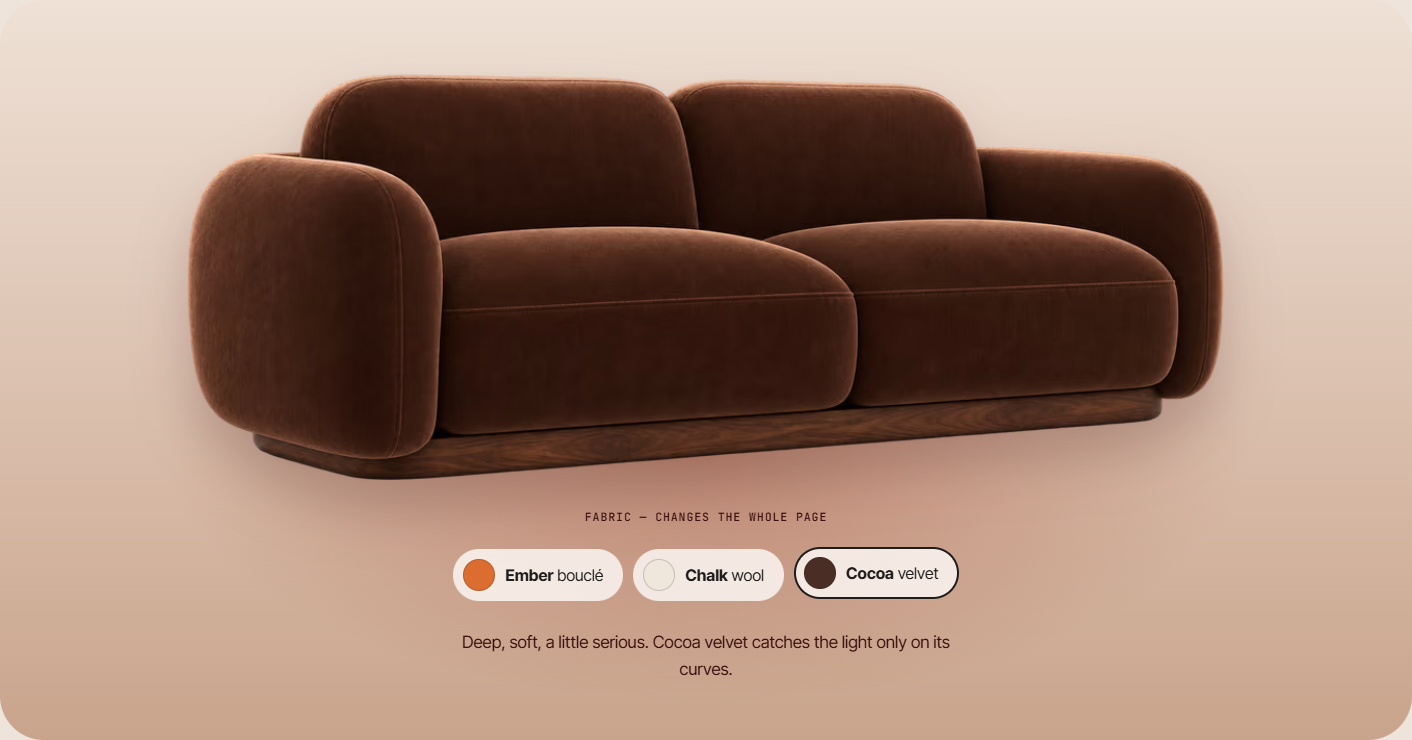 FABRIC — CHANGES THE WHOLE PAGE
Ember bouclé
Chalk wool
Cocoa velvet
Deep, soft, a little serious. Cocoa velvet catches the light only on its
curves.